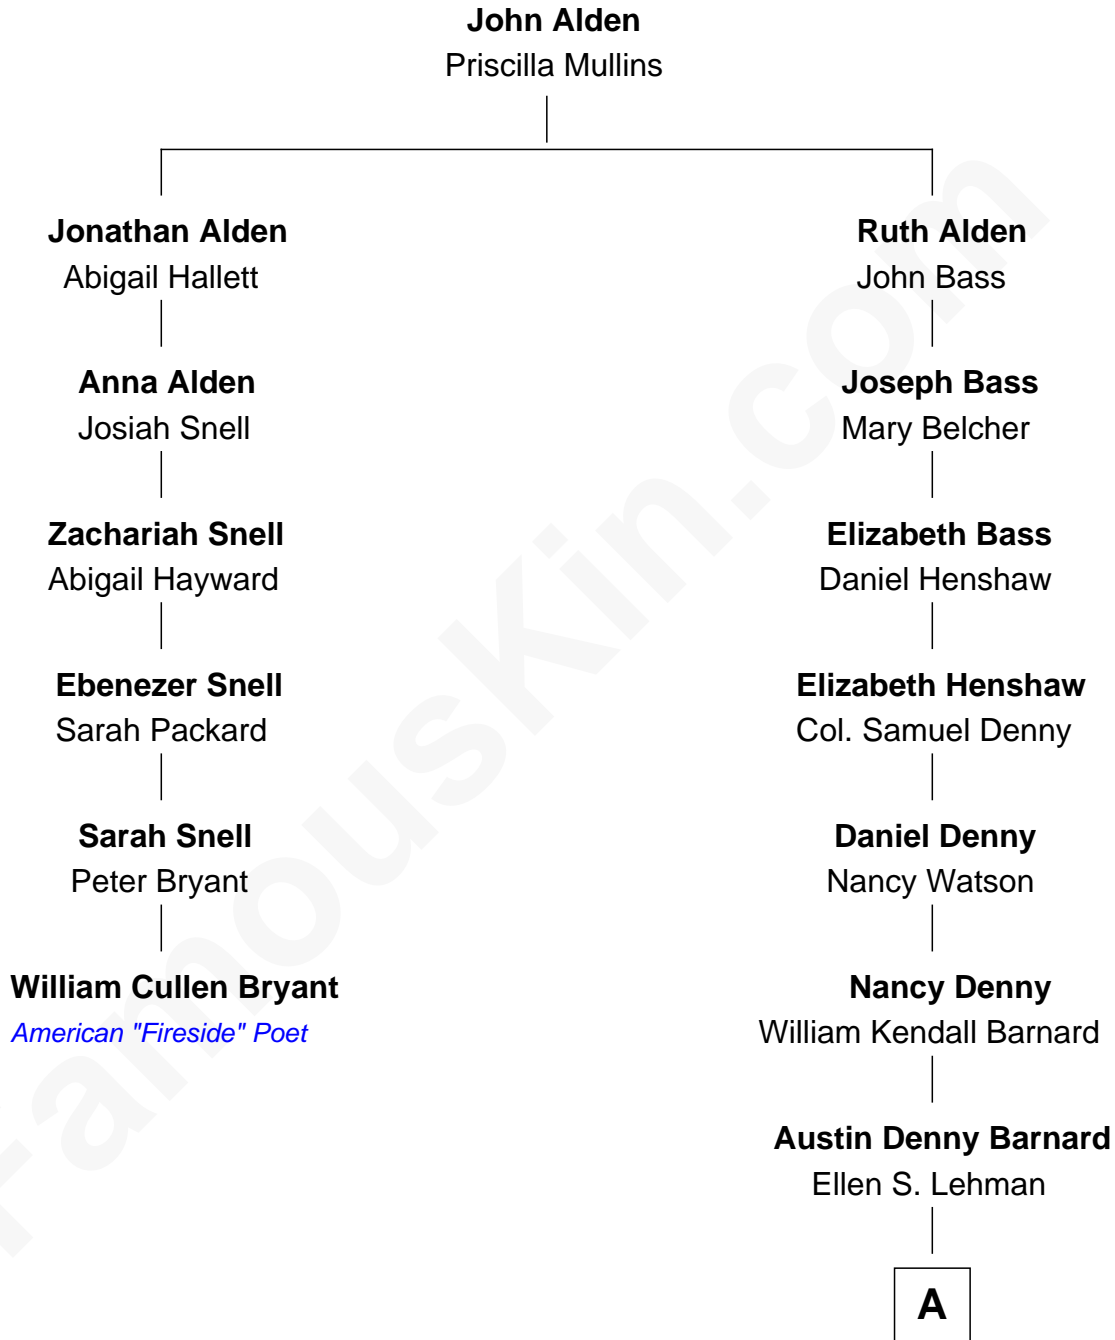 John Alden
Priscilla Mullins
Jonathan Alden
Abigail Hallett
Ruth Alden
John Bass
Anna Alden
Josiah Snell
Joseph Bass
Mary Belcher
Zachariah Snell
Abigail Hayward
Elizabeth Bass
Daniel Henshaw
Ebenezer Snell
Sarah Packard
Elizabeth Henshaw
Col. Samuel Denny
Sarah Snell
Peter Bryant
Daniel Denny
Nancy Watson
William Cullen Bryant
American "Fireside" Poet
Nancy Denny
William Kendall Barnard
Austin Denny Barnard
Ellen S. Lehman
A
FamousKin.com